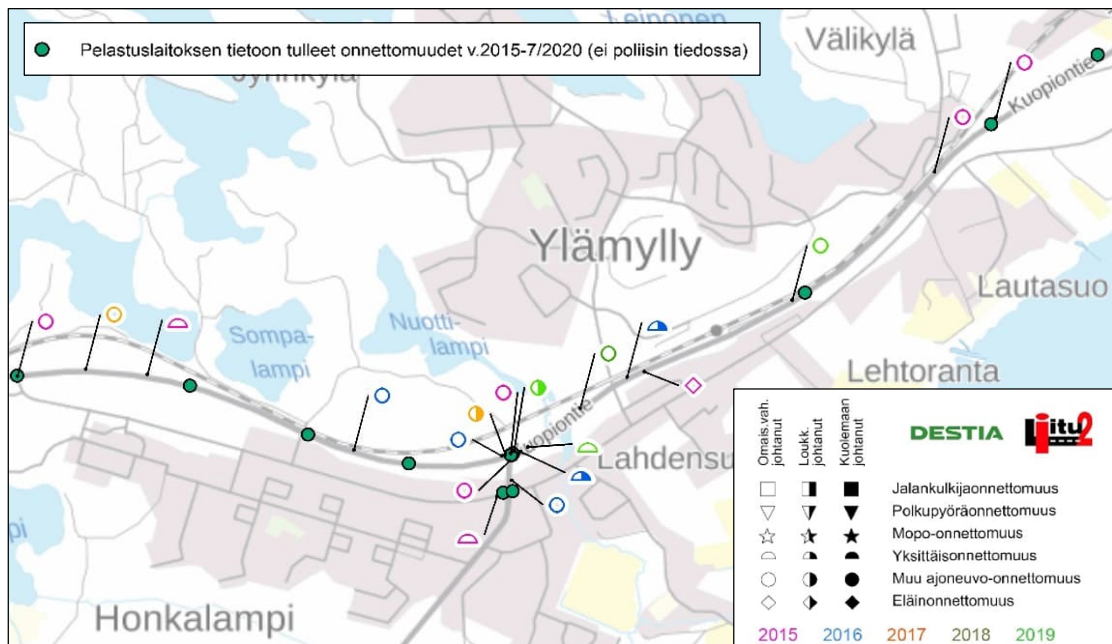 Leinonen
Välikylä
Pelastuslaitoksen tietoon tulleet onnettomuudet v.2015-7/2020 (ei poliisin tiedossa)
Kuopiontie
Ylämylly
Lautasuo
Sompa-
lampi
Nuotti-
lampi
Lehtoranta
Kuopiontie
Lahdensu
Honkalampi
Omais.vah.
johtanut
Loukk.
johtanut
Kuolemaan
johtanut
DESTIA
Jalankulkijaonnettomuus
Polkupyöräonnettomuus
Mopo-onnettomuus
Yksittäisonnettomuus
Muu ajoneuvo-onnettomuus
Eläinonnettomuus
2015 2016 2017 2018 2019